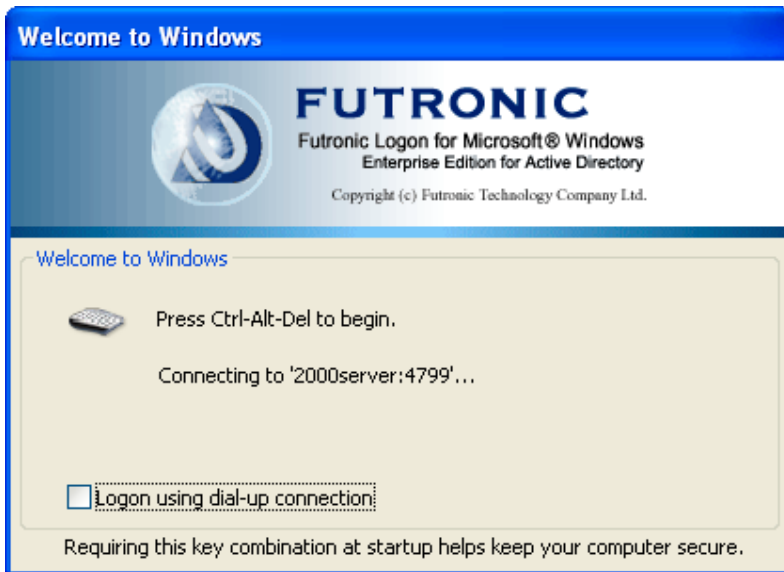 Welcome to Windows
FUTRONIC
Futronic Logon for Microsoft® Windows
Enterprise Edition for Active Directory
Copyright (c) Futronic Technology Company Ltd.
Welcome to Windows
Press Ctrl-Alt-Del to begin.
Connecting to '2000server:4799'...
Logon using dial-up connection
Requiring this key combination at startup helps keep your computer secure.